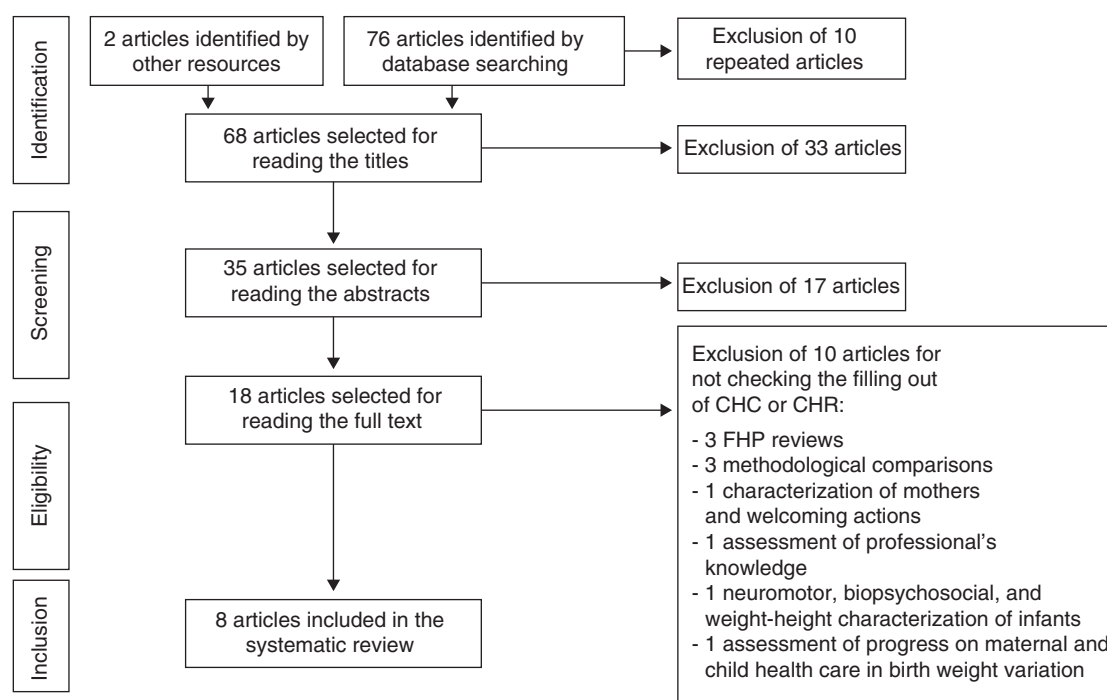 Identification
2 articles identified by
other resources
76 articles identified by
database searching
Exclusion of 10
repeated articles
68 articles selected for
reading the titles
Exclusion of 33 articles
Screening
35 articles selected for
reading the abstracts
Exclusion of 17 articles
Eligibility
18 articles selected for
reading the full text
Exclusion of 10 articles for
not checking the filling out
of CHC or CHR:
- 3 FHP reviews
- 3 methodological comparisons
- 1 characterization of mothers
and welcoming actions
- 1 assessment of professional's
knowledge
- 1 neuromotor, biopsychosocial, and
weight-height characterization of infants
- 1 assessment of progress on maternal and
child health care in birth weight variation
Inclusion
8 articles included in the
systematic review